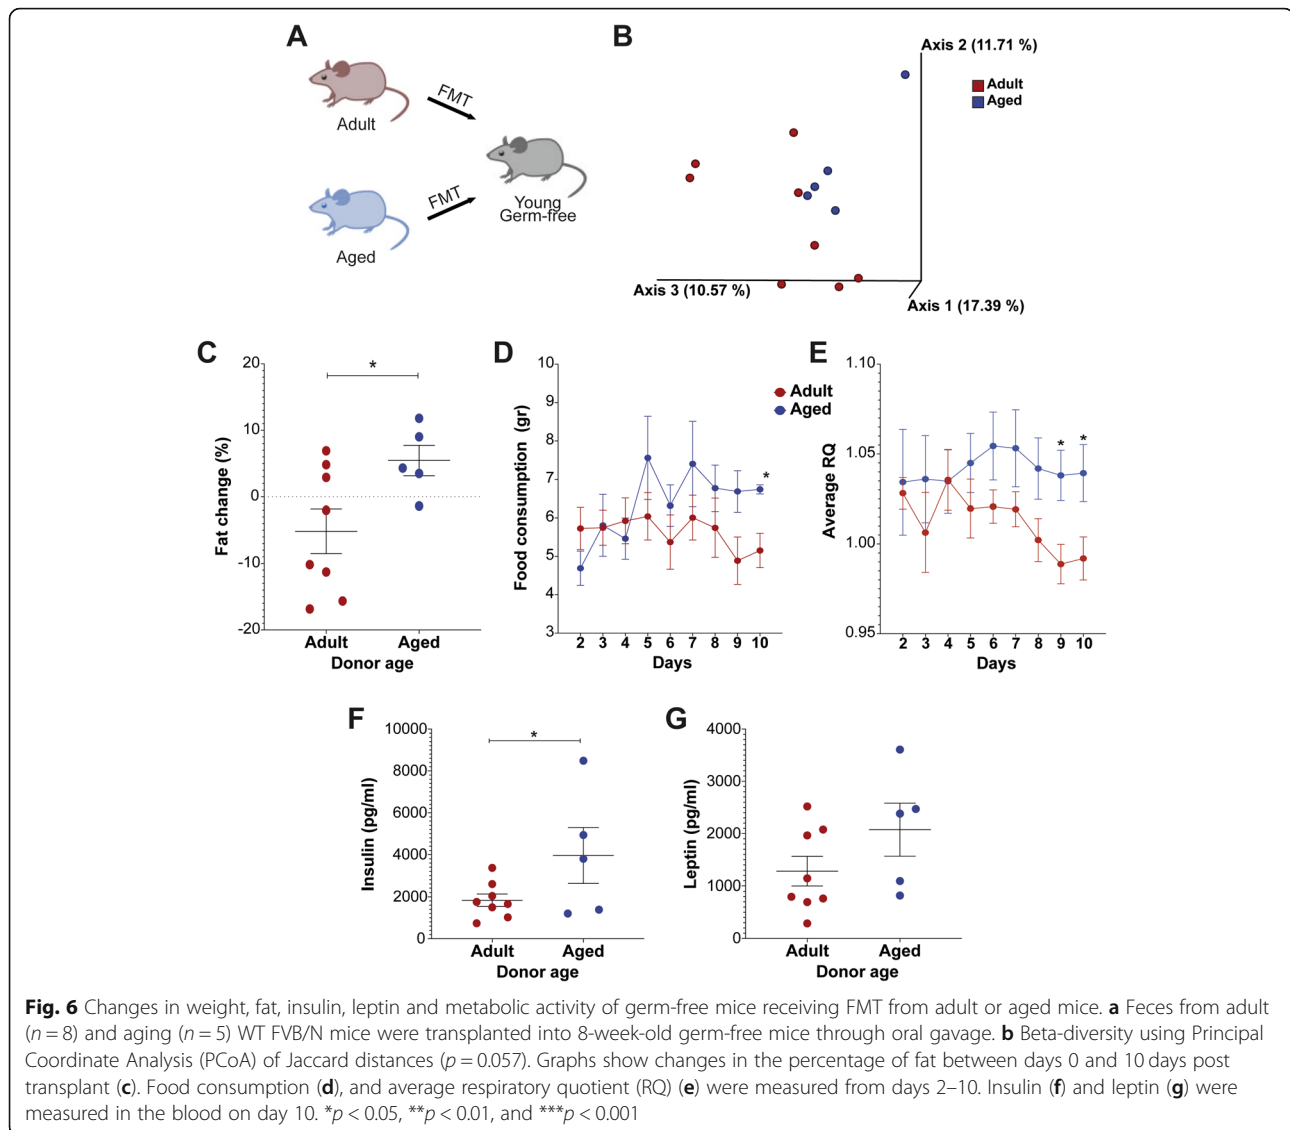 A
Adult
FMT
Aged
FMT
Young
Germ-free
B
Axis 2 (11.71 %)
Adult
Aged
Axis 3 (10.57 %)
Axis 1 (17.39 %)
C
Fat change (%)
20
10
0
-10
-20
*
Adult Aged
Donor age
D
Food consumption (gr)
10
9
8
7
6
5
4
3
*
2 3 4 5 6 7 8 9 10
Days
Adult
Aged
E
Average RQ
1.10
1.05
1.00
0.95
* *
2 3 4 5 6 7 8 9 10
Days
F
Insulin (pg/ml)
10000
8000
6000
4000
2000
0
*
Adult Aged
Donor age
G
Leptin (pg/ml)
4000
3000
2000
1000
0
Adult Aged
Donor age
Fig. 6 Changes in weight, fat, insulin, leptin and metabolic activity of germ-free mice receiving FMT from adult or aged mice. a Feces from adult
(n = 8) and aging (n = 5) WT FVB/N mice were transplanted into 8-week-old germ-free mice through oral gavage. b Beta-diversity using Principal
Coordinate Analysis (PCoA) of Jaccard distances (p = 0.057). Graphs show changes in the percentage of fat between days 0 and 10 days post
transplant (c). Food consumption (d), and average respiratory quotient (RQ) (e) were measured from days 2–10. Insulin (f) and leptin (g) were
measured in the blood on day 10. *p < 0.05, **p < 0.01, and ***p < 0.001